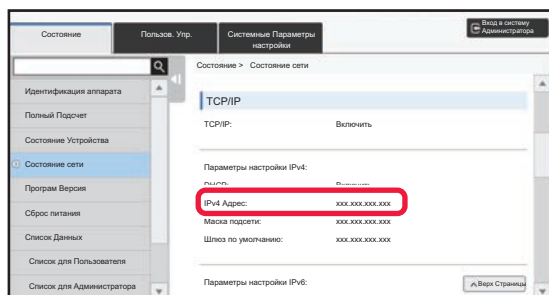 Состояние
Пользов. Упр.
Системные Параметры
настройки
Вход в систему
Администратора
Состояние > Состояние сети
Идентификация аппарата
Полный Подсчет
Состояние Устройства
Состояние сети
Програм Версия
Сброс питания
Список Данных
Список для Пользователя
Список для Администратора
TCP/IP
TCP/IP: Включить
Параметры настройки IPv4:
DHCP: Включить
IPv4 Адрес: xxx.xxx.xxx.xxx
Маска подсети: xxx.xxx.xxx.xxx
Шлюз по умолчанию: xxx.xxx.xxx.xxx
Параметры настройки IPv6:
Верх Страницы